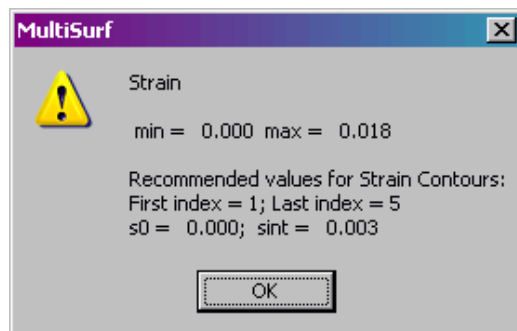 MultiSurf
Strain
min = 0.000 max = 0.018
Recommended values for Strain Contours:
First index = 1; Last index = 5
s0 = 0.000; sint = 0.003
OK